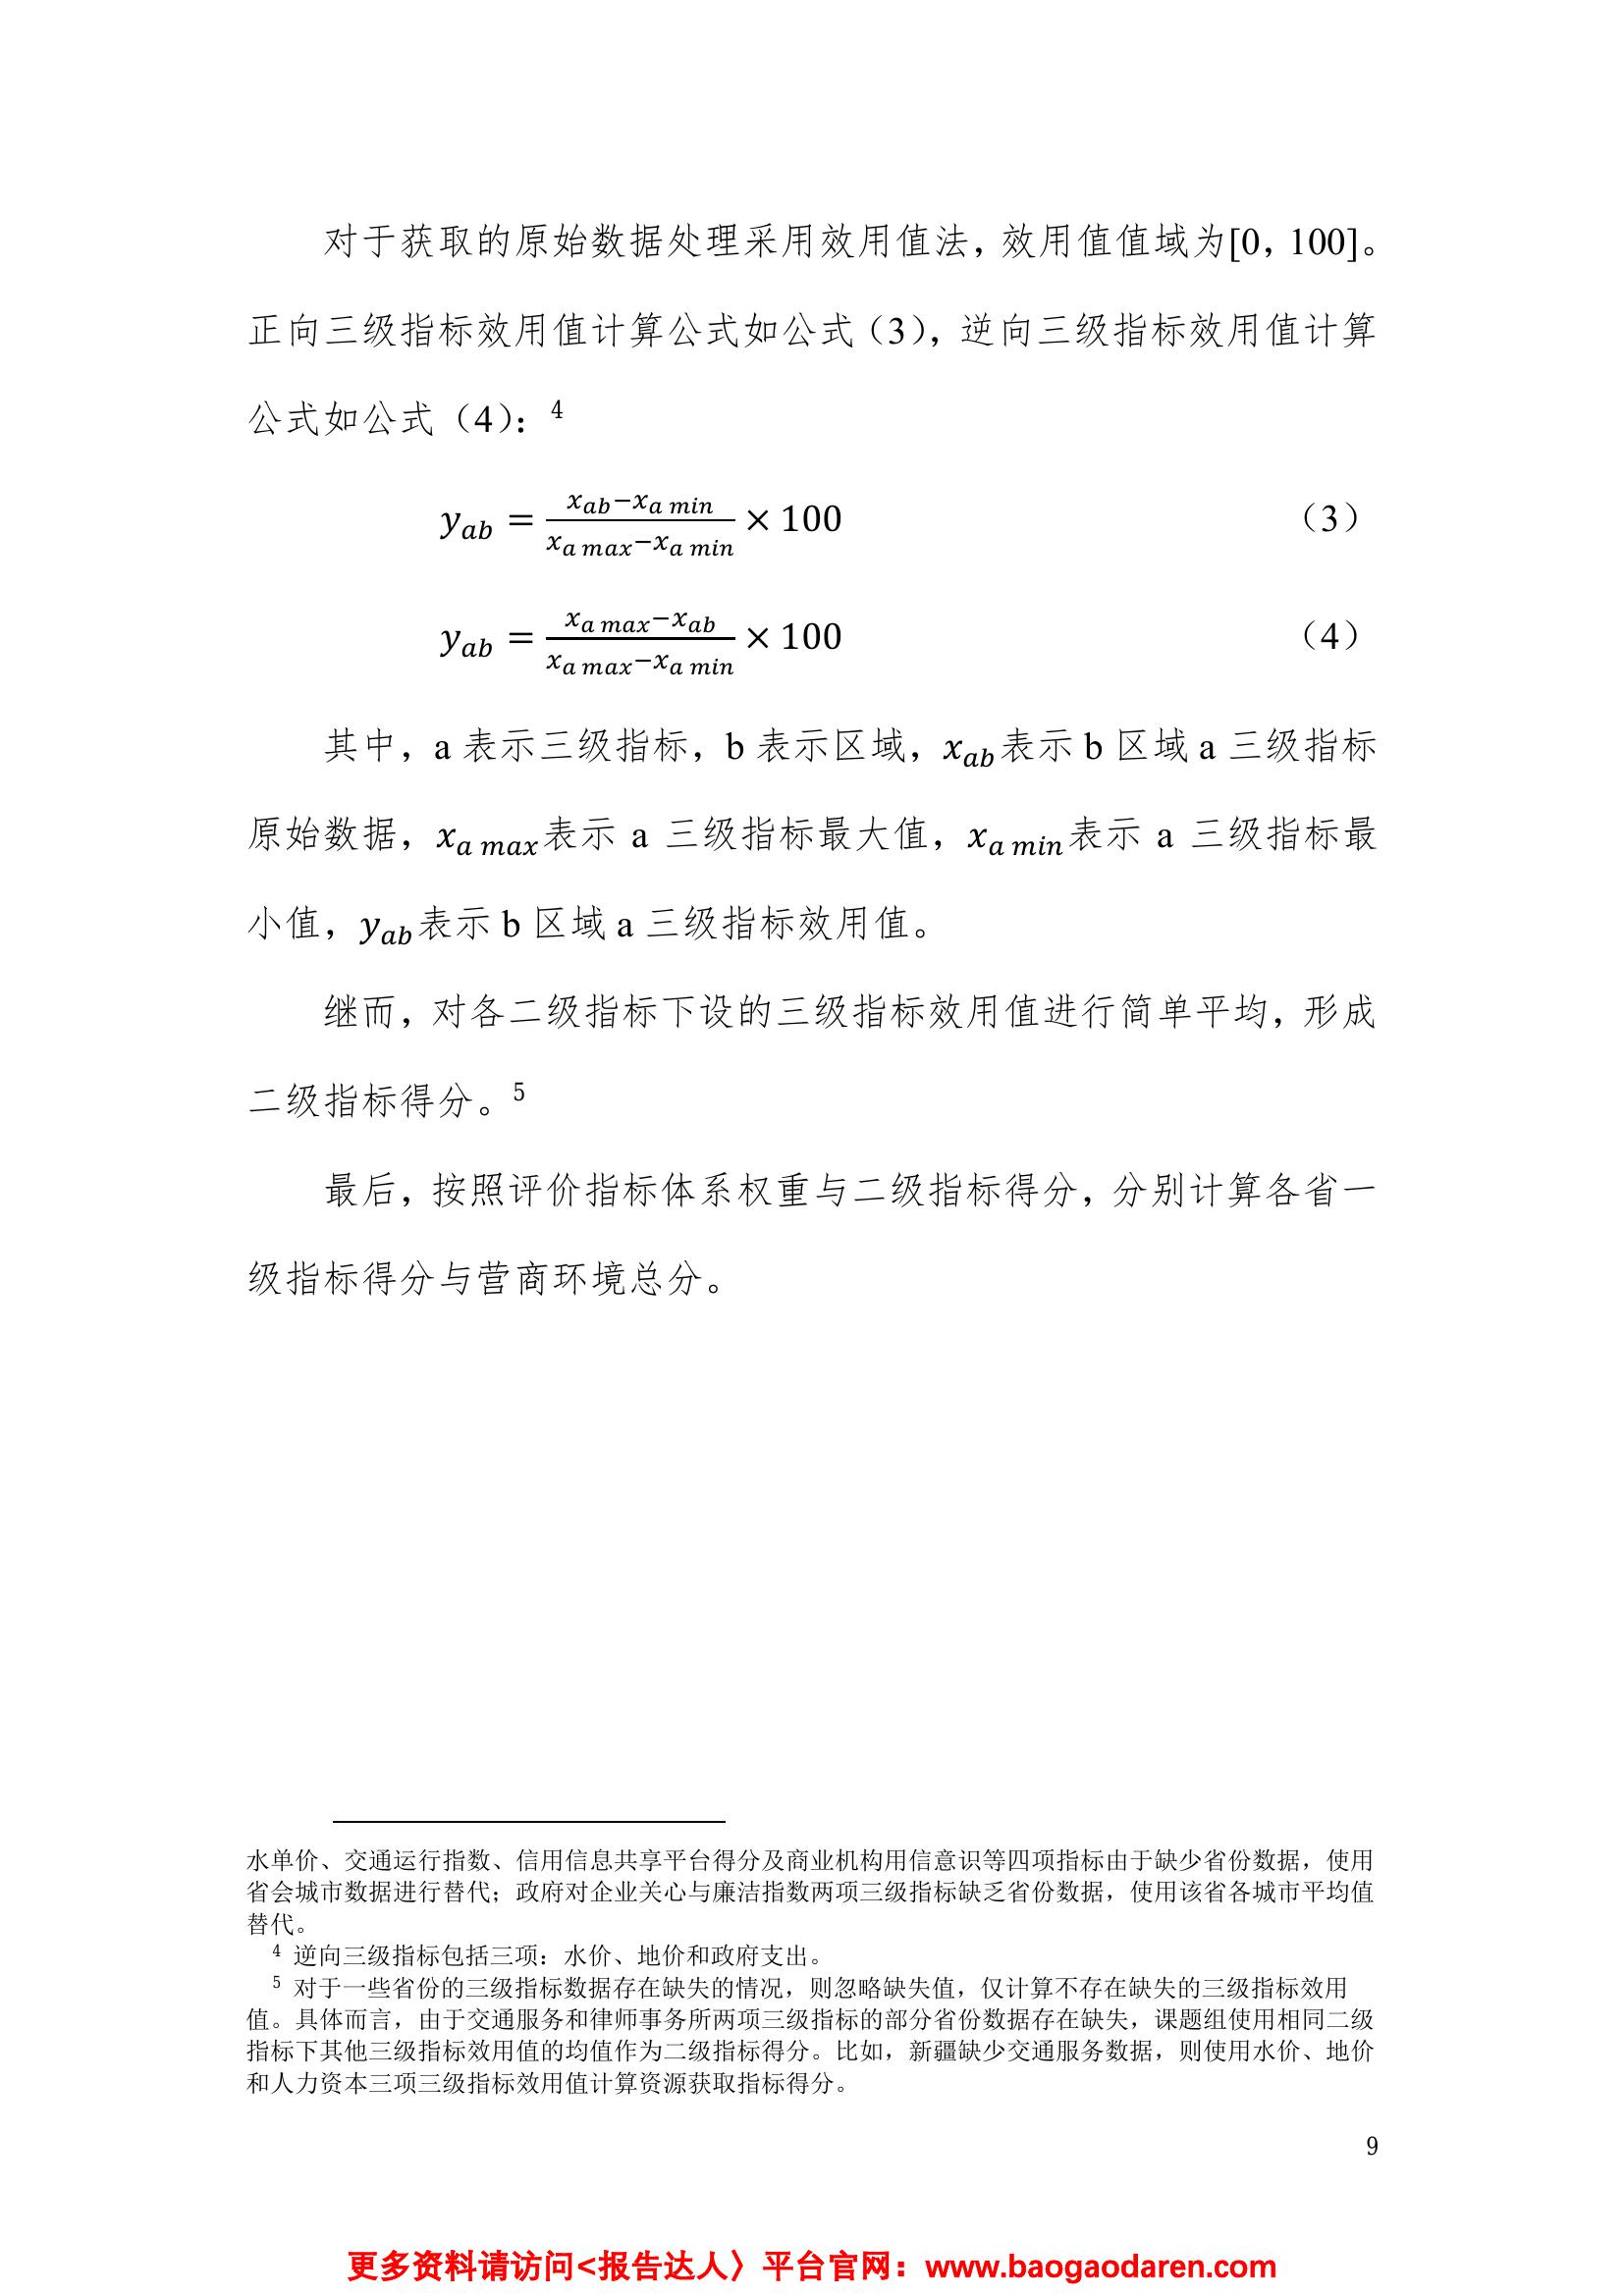 对于获取的原始数据处理采用效用值法，效用值值域为[0，100]。
正向三级指标效用值计算公式如公式（3），逆向三级指标效用值计算
公式如公式（4）：⁴
$y_{ab} = \frac{x_{ab}-x_{a\,min}}{x_{a\,max}-x_{a\,min}} \times 100$ （3）
$y_{ab} = \frac{x_{a\,max}-x_{ab}}{x_{a\,max}-x_{a\,min}} \times 100$ （4）
其中，a 表示三级指标，b 表示区域，$x_{ab}$表示 b 区域 a 三级指标
原始数据，$x_{a\,max}$表示 a 三级指标最大值，$x_{a\,min}$表示 a 三级指标最
小值，$y_{ab}$表示 b 区域 a 三级指标效用值。
继而，对各二级指标下设的三级指标效用值进行简单平均，形成
二级指标得分。⁵
最后，按照评价指标体系权重与二级指标得分，分别计算各省一
级指标得分与营商环境总分。
水单价、交通运行指数、信用信息共享平台得分及商业机构用信意识等四项指标由于缺少省份数据，使用
省会城市数据进行替代；政府对企业关心与廉洁指数两项三级指标缺乏省份数据，使用该省各城市平均值
替代。
⁴ 逆向三级指标包括三项：水价、地价和政府支出。
⁵ 对于一些省份的三级指标数据存在缺失的情况，则忽略缺失值，仅计算不存在缺失的三级指标效用
值。具体而言，由于交通服务和律师事务所两项三级指标的部分省份数据存在缺失，课题组使用相同二级
指标下其他三级指标效用值的均值作为二级指标得分。比如，新疆缺少交通服务数据，则使用水价、地价
和人力资本三项三级指标效用值计算资源获取指标得分。
9
更多资料请访问<报告达人〉平台官网：www.baogaodaren.com